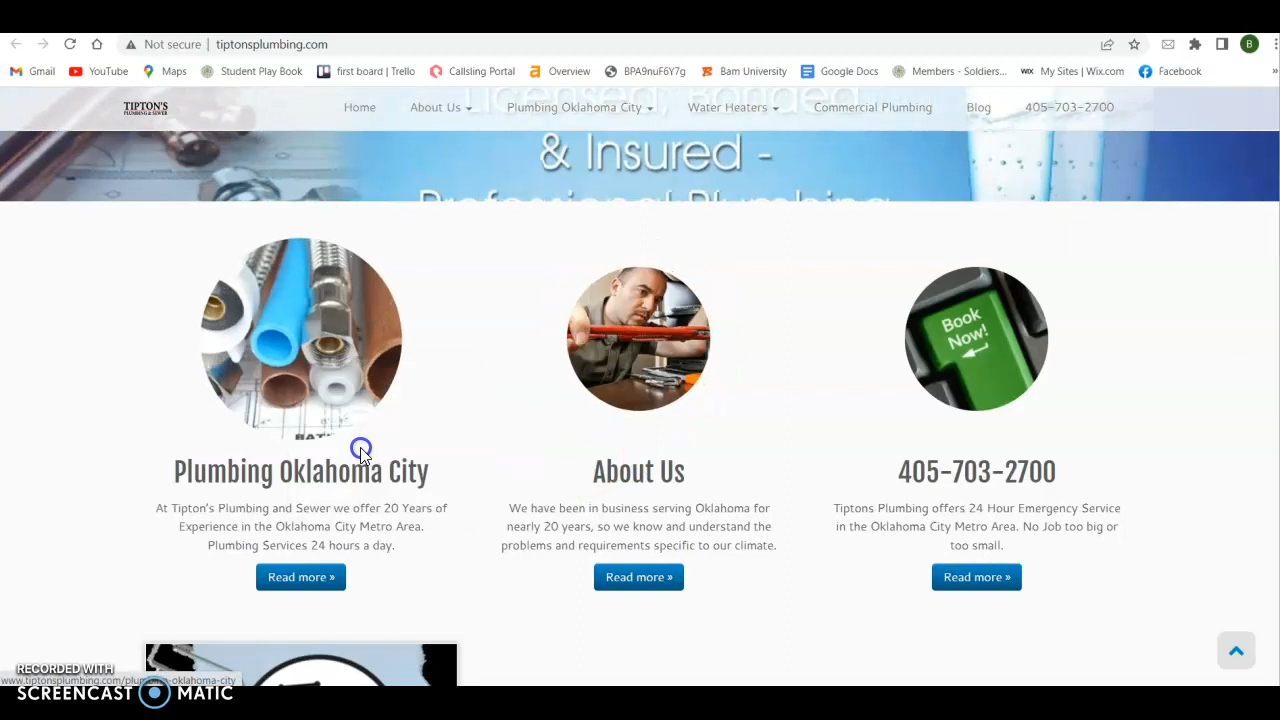 Not secure | tiptonsplumbing.com
B
Gmail YouTube Maps Student Play Book first board | Trello Callsling Portal Overview BPA9nuF6Y7g Bam University Google Docs Members - Soldiers... WIX My Sites | Wix.com Facebook »
TIPTON'S
PLUMBING & SEWER
Home About Us Plumbing Oklahoma City Water Heaters Commercial Plumbing Blog 405-703-2700
Licensed, Bonded
& Insured -
Professional Plumbing
Book
Now!
Plumbing Oklahoma City
At Tipton's Plumbing and Sewer we offer 20 Years of
Experience in the Oklahoma City Metro Area.
Plumbing Services 24 hours a day.
Read more »
About Us
We have been in business serving Oklahoma for
nearly 20 years, so we know and understand the
problems and requirements specific to our climate.
Read more »
405-703-2700
Tiptons Plumbing offers 24 Hour Emergency Service
in the Oklahoma City Metro Area. No Job too big or
too small.
Read more »
www.tiptonsplumbing.com/plumbing-oklahoma-city
RECORDED WITH
SCREENCAST MATIC